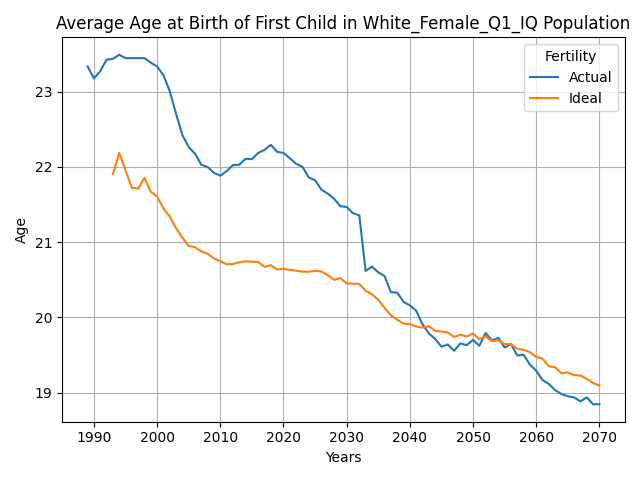 Average Age at Birth of First Child in White_Female_Q1_IQ Population
Fertility
Actual
Ideal
23
22
21
20
19
Age
1990 2000 2010 2020 2030 2040 2050 2060 2070
Years